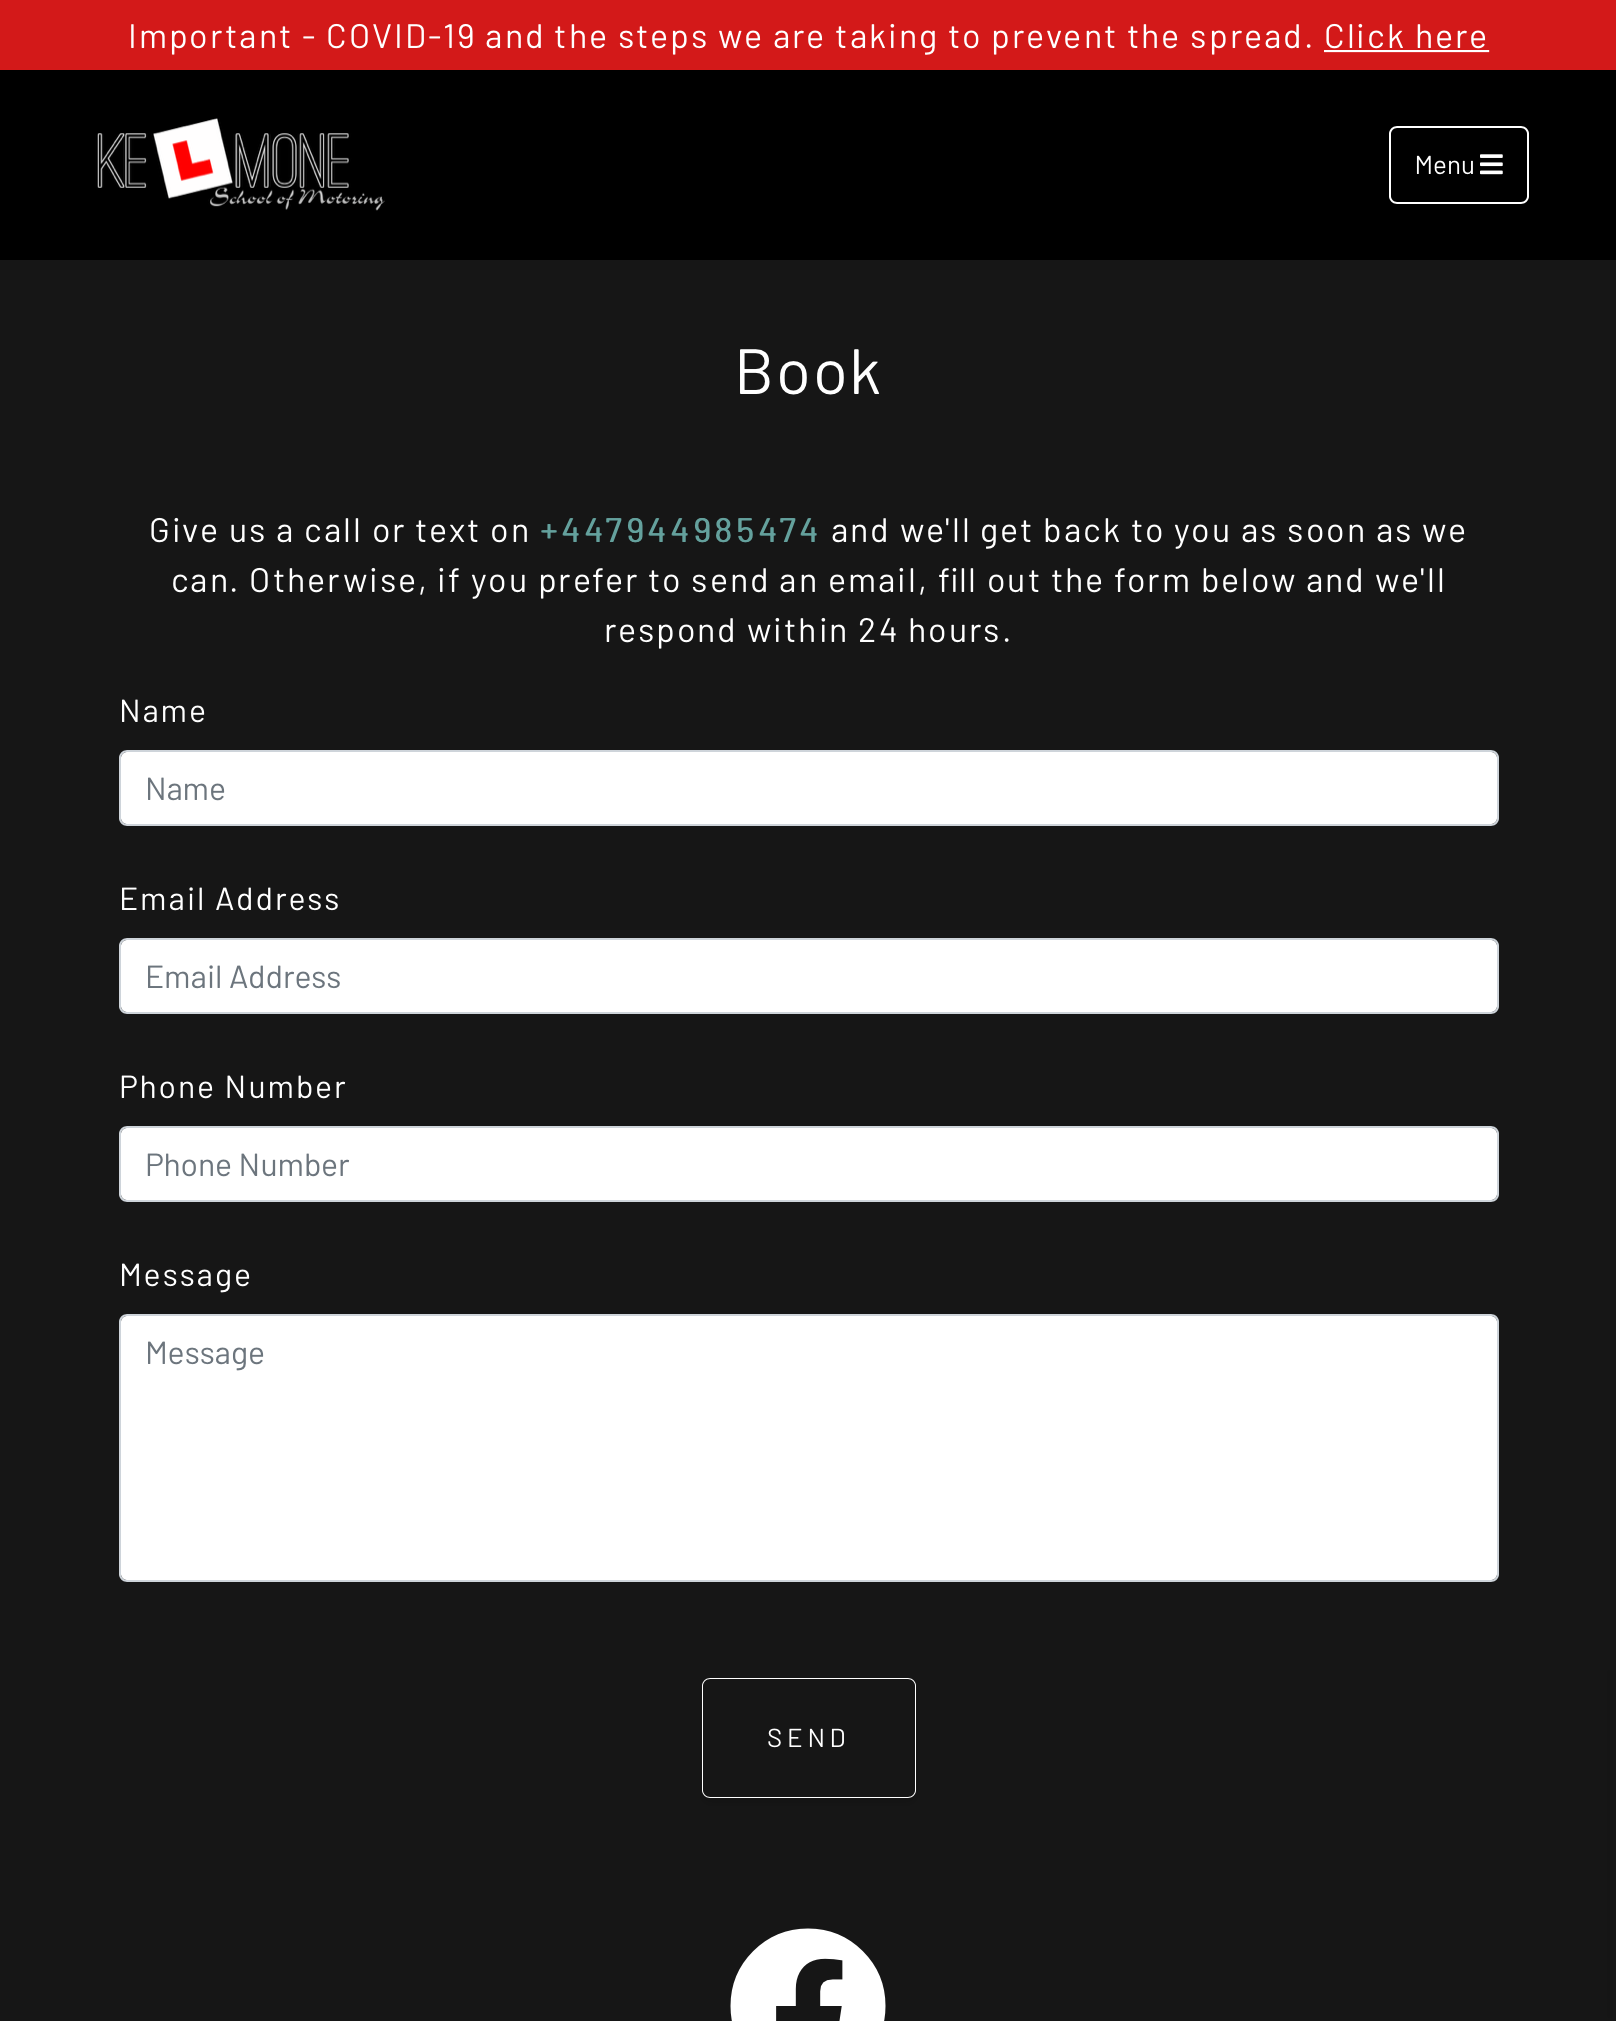 Important - COVID-19 and the steps we are taking to prevent the spread. Click here
KELMONE
School of Motoring
Menu
Book
Give us a call or text on +447944985474 and we'll get back to you as soon as we
can. Otherwise, if you prefer to send an email, fill out the form below and we'll
respond within 24 hours.
Name
Name
Email Address
Email Address
Phone Number
Phone Number
Message
Message
SEND